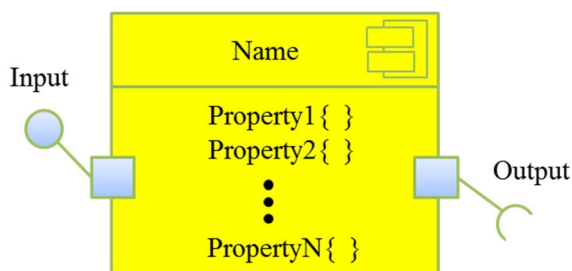 Name
Input
Property1{ }
Property2{ }
Output
PropertyN{ }